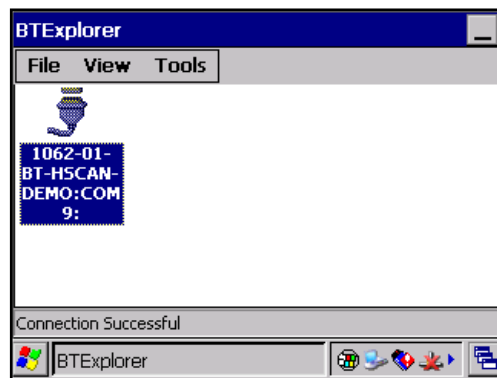 BTExplorer
File View Tools
1062-01-
BT-HSCAN-
DEMO:COM
9:
Connection Successful
BTExplorer